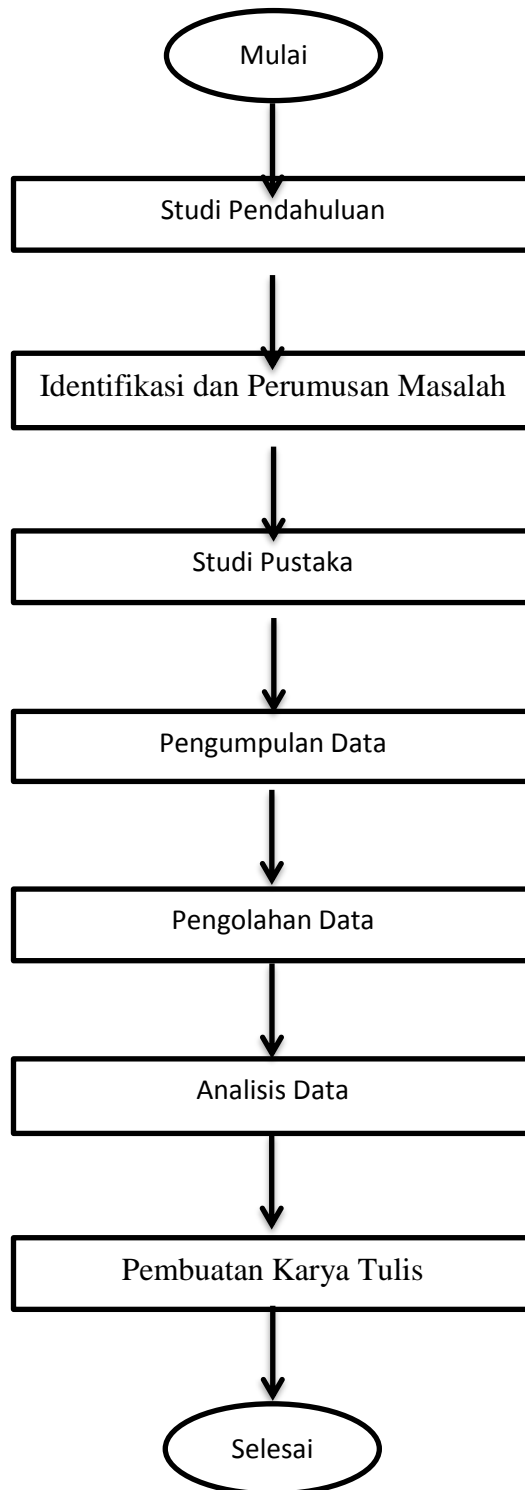 Mulai
Studi Pendahuluan
Identifikasi dan Perumusan Masalah
Studi Pustaka
Pengumpulan Data
Pengolahan Data
Analisis Data
Pembuatan Karya Tulis
Selesai